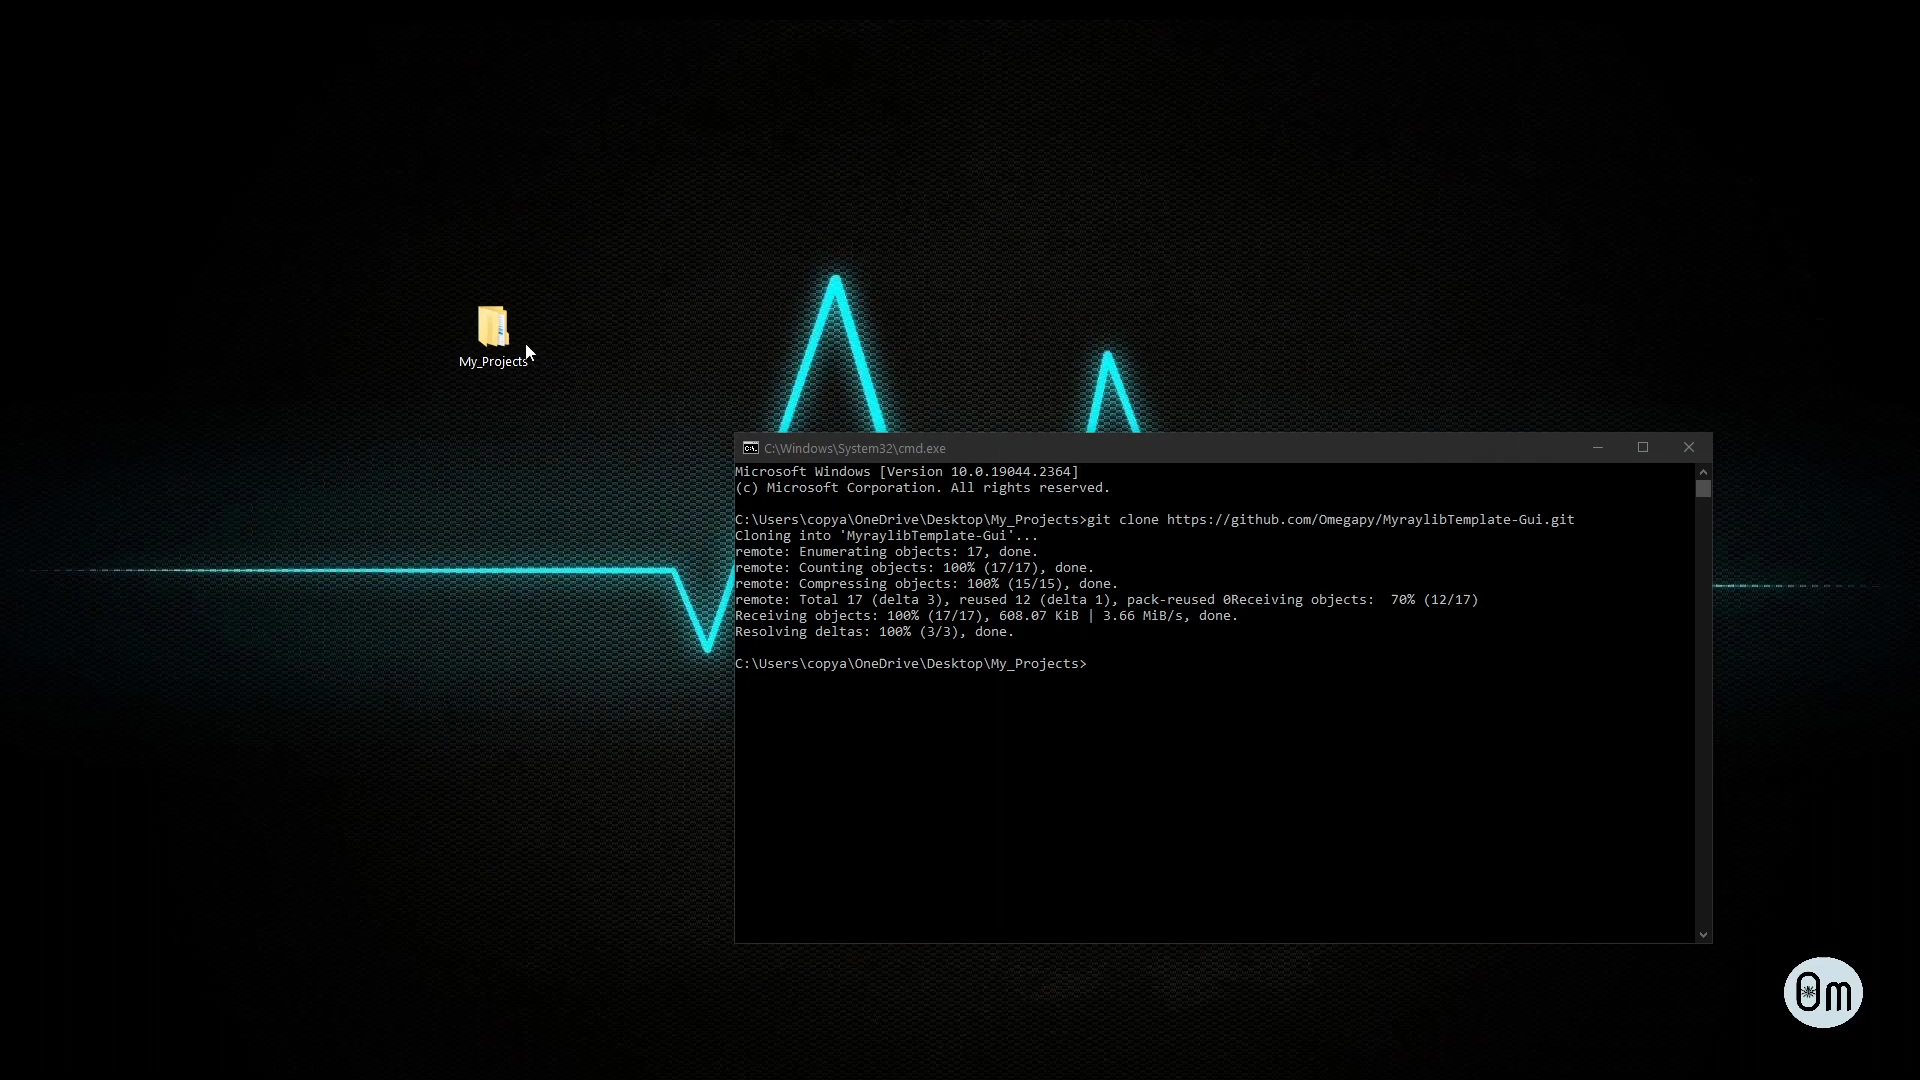 My_Projects
C:\Windows\System32\cmd.exe
Microsoft Windows [Version 10.0.19044.2364]
(c) Microsoft Corporation. All rights reserved.
C:\Users\copya\OneDrive\Desktop\My_Projects>git clone https://github.com/Omegapy/MyraylibTemplate-Gui.git
Cloning into 'MyraylibTemplate-Gui'...
remote: Enumerating objects: 17, done.
remote: Counting objects: 100% (17/17), done.
remote: Compressing objects: 100% (15/15), done.
remote: Total 17 (delta 3), reused 12 (delta 1), pack-reused 0Receiving objects:  70% (12/17)
Receiving objects: 100% (17/17), 608.07 KiB | 3.66 MiB/s, done.
Resolving deltas: 100% (3/3), done.
C:\Users\copya\OneDrive\Desktop\My_Projects>
Om